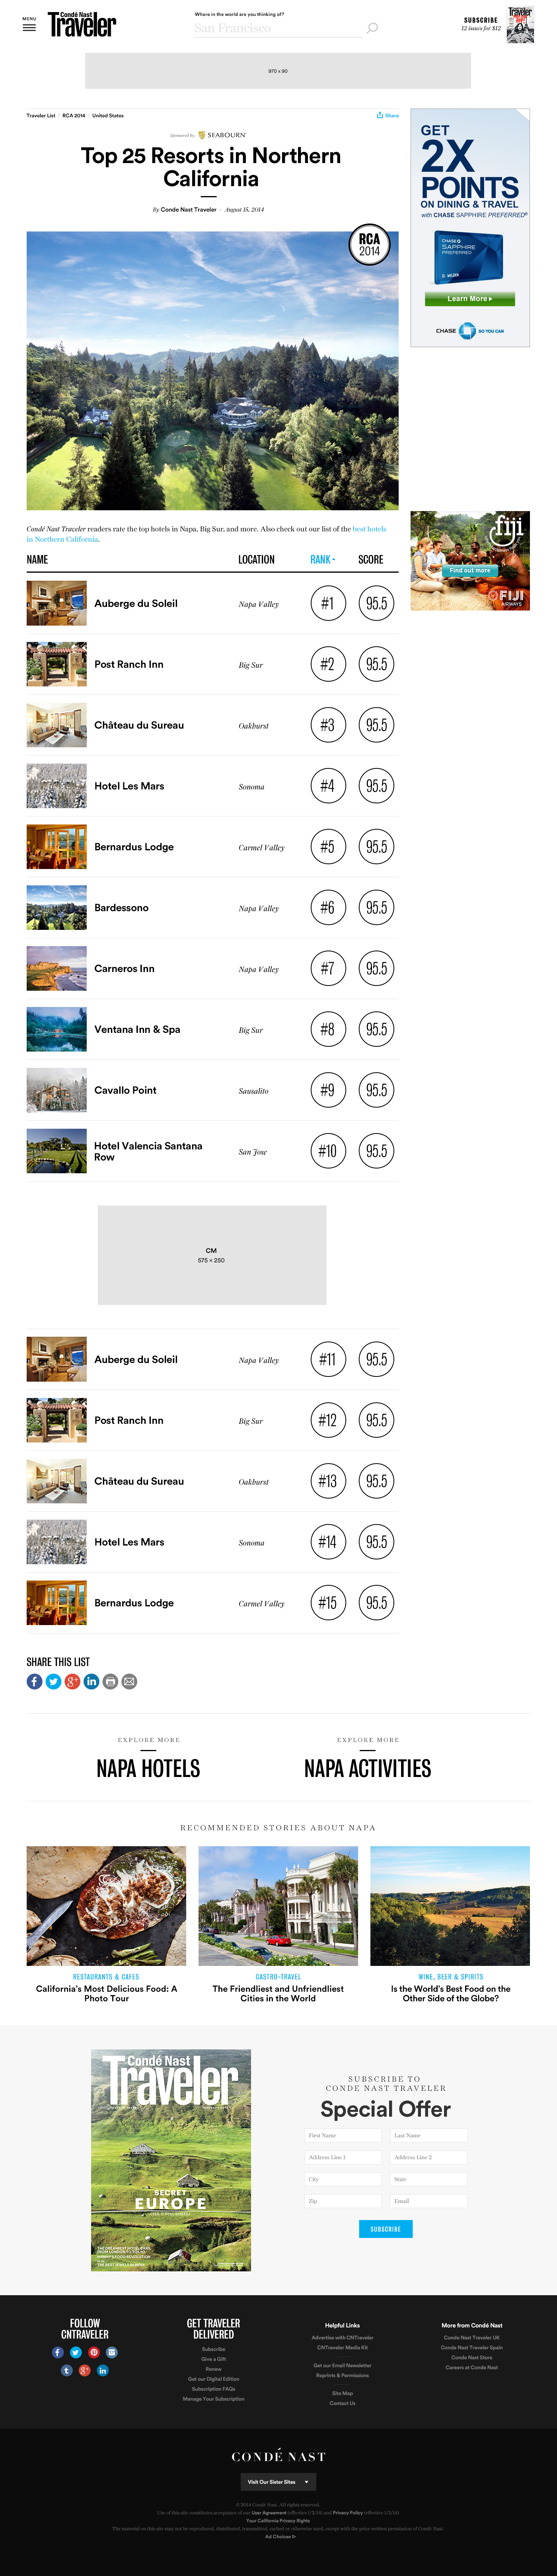 MENU
Condé Nast
Traveler
Where in the world are you thinking of?
San Francisco
SUBSCRIBE
12 issues for $12
970 x 90
Traveler List / RCA 2014 / United States
Share
Sponsored by SEABOURN
Top 25 Resorts in Northern
California
By Conde Nast Traveler · August 18, 2014
RCA
2014
GET
2X
POINTS
ON DINING & TRAVEL
with CHASE SAPPHIRE PREFERRED®
CHASE
SAPPHIRE
PREFERRED
D. WILDER
Learn More
CHASE SO YOU CAN
Condé Nast Traveler readers rate the top hotels in Napa, Big Sur, and more. Also check out our list of the best hotels
in Northern California.
fiji
Find out more
FIJI
AIRWAYS
NAME LOCATION RANK SCORE
Auberge du Soleil Napa Valley #1 95.5
Post Ranch Inn Big Sur #2 95.5
Château du Sureau Oakhurst #3 95.5
Hotel Les Mars Sonoma #4 95.5
Bernardus Lodge Carmel Valley #5 95.5
Bardessono Napa Valley #6 95.5
Carneros Inn Napa Valley #7 95.5
Ventana Inn & Spa Big Sur #8 95.5
Cavallo Point Sausalito #9 95.5
Hotel Valencia Santana
Row San Jose #10 95.5
CM
575 x 250
Auberge du Soleil Napa Valley #11 95.5
Post Ranch Inn Big Sur #12 95.5
Château du Sureau Oakhurst #13 95.5
Hotel Les Mars Sonoma #14 95.5
Bernardus Lodge Carmel Valley #15 95.5
SHARE THIS LIST
EXPLORE MORE
NAPA HOTELS
EXPLORE MORE
NAPA ACTIVITIES
RECOMMENDED STORIES ABOUT NAPA
RESTAURANTS & CAFES
California's Most Delicious Food: A
Photo Tour
GASTRO-TRAVEL
The Friendliest and Unfriendliest
Cities in the World
WINE, BEER & SPIRITS
Is the World's Best Food on the
Other Side of the Globe?
Condé Nast
Traveler
SECRET
EUROPE
SUBSCRIBE TO
CONDE NAST TRAVELER
Special Offer
First Name Last Name
Address Line 1 Address Line 2
City State
Zip Email
SUBSCRIBE
FOLLOW
CNTRAVELER
GET TRAVELER
DELIVERED
Subscribe
Give a Gift
Renew
Get our Digital Edition
Subscription FAQs
Manage Your Subscription
Helpful Links
Advertise with CNTraveler
CNTraveler Media Kit
Get our Email Newsletter
Reprints & Permissions
Site Map
Contact Us
More from Condé Nast
Conde Nast Traveler UK
Conde Nast Traveler Spain
Conde Nast Store
Careers at Conde Nast
CONDÉ NAST
Visit Our Sister Sites
© 2014 Condé Nast. All rights reserved.
Use of this site constitutes acceptance of our User Agreement (effective 1/2/14) and Privacy Policy (effective 1/2/14)
Your California Privacy Rights
The material on this site may not be reproduced, distributed, transmitted, cached or otherwise used, except with the prior written permission of Condé Nast.
Ad Choices